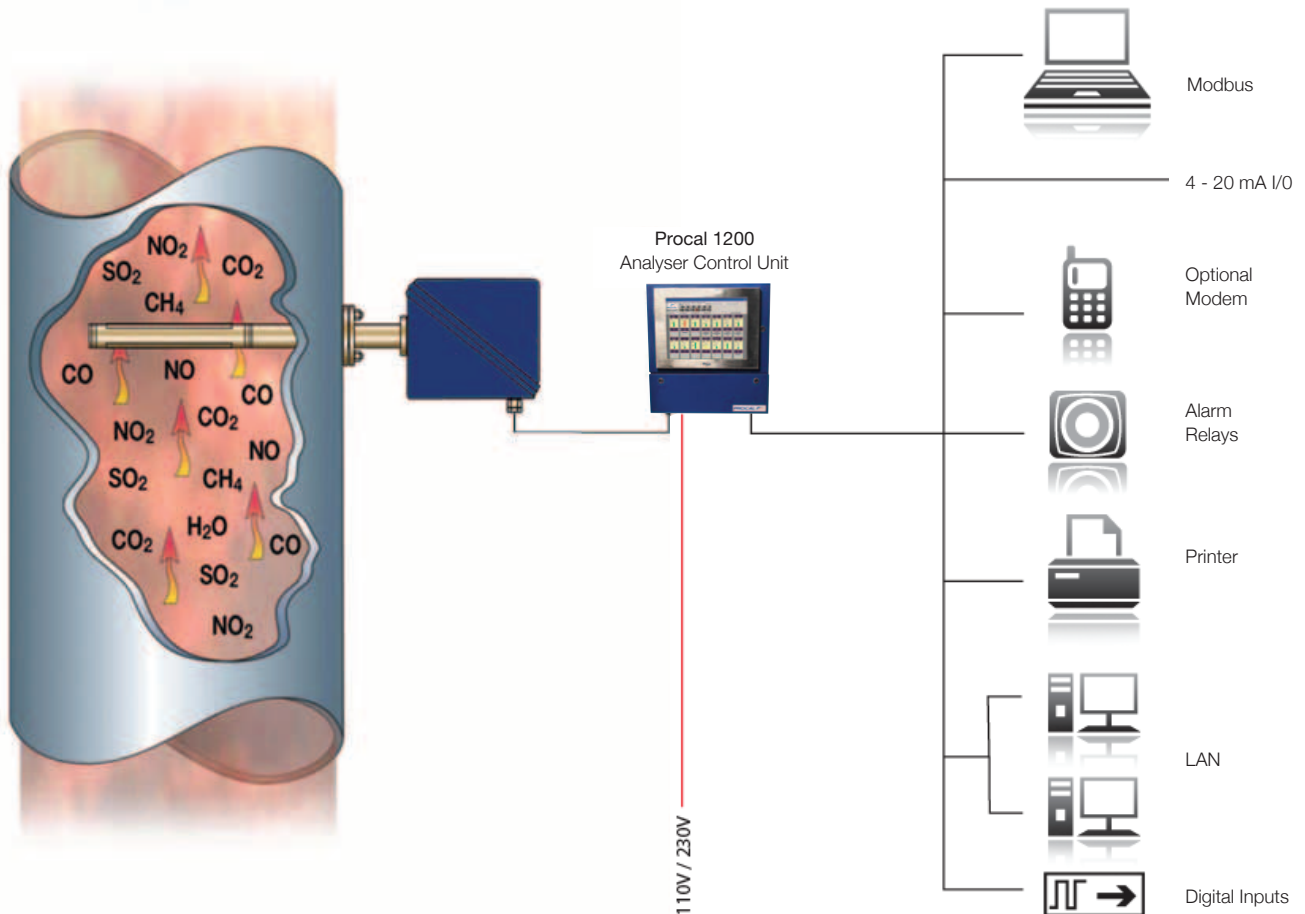 NO₂
SO₂
CO₂
CH₄
CO
NO
CO
NO₂
CO₂
NO
SO₂
CH₄
H₂O
CO₂
CO
SO₂
NO₂
Procal 1200
Analyser Control Unit
110V / 230V
Modbus
4 - 20 mA I/0
Optional
Modem
Alarm
Relays
Printer
LAN
Digital Inputs